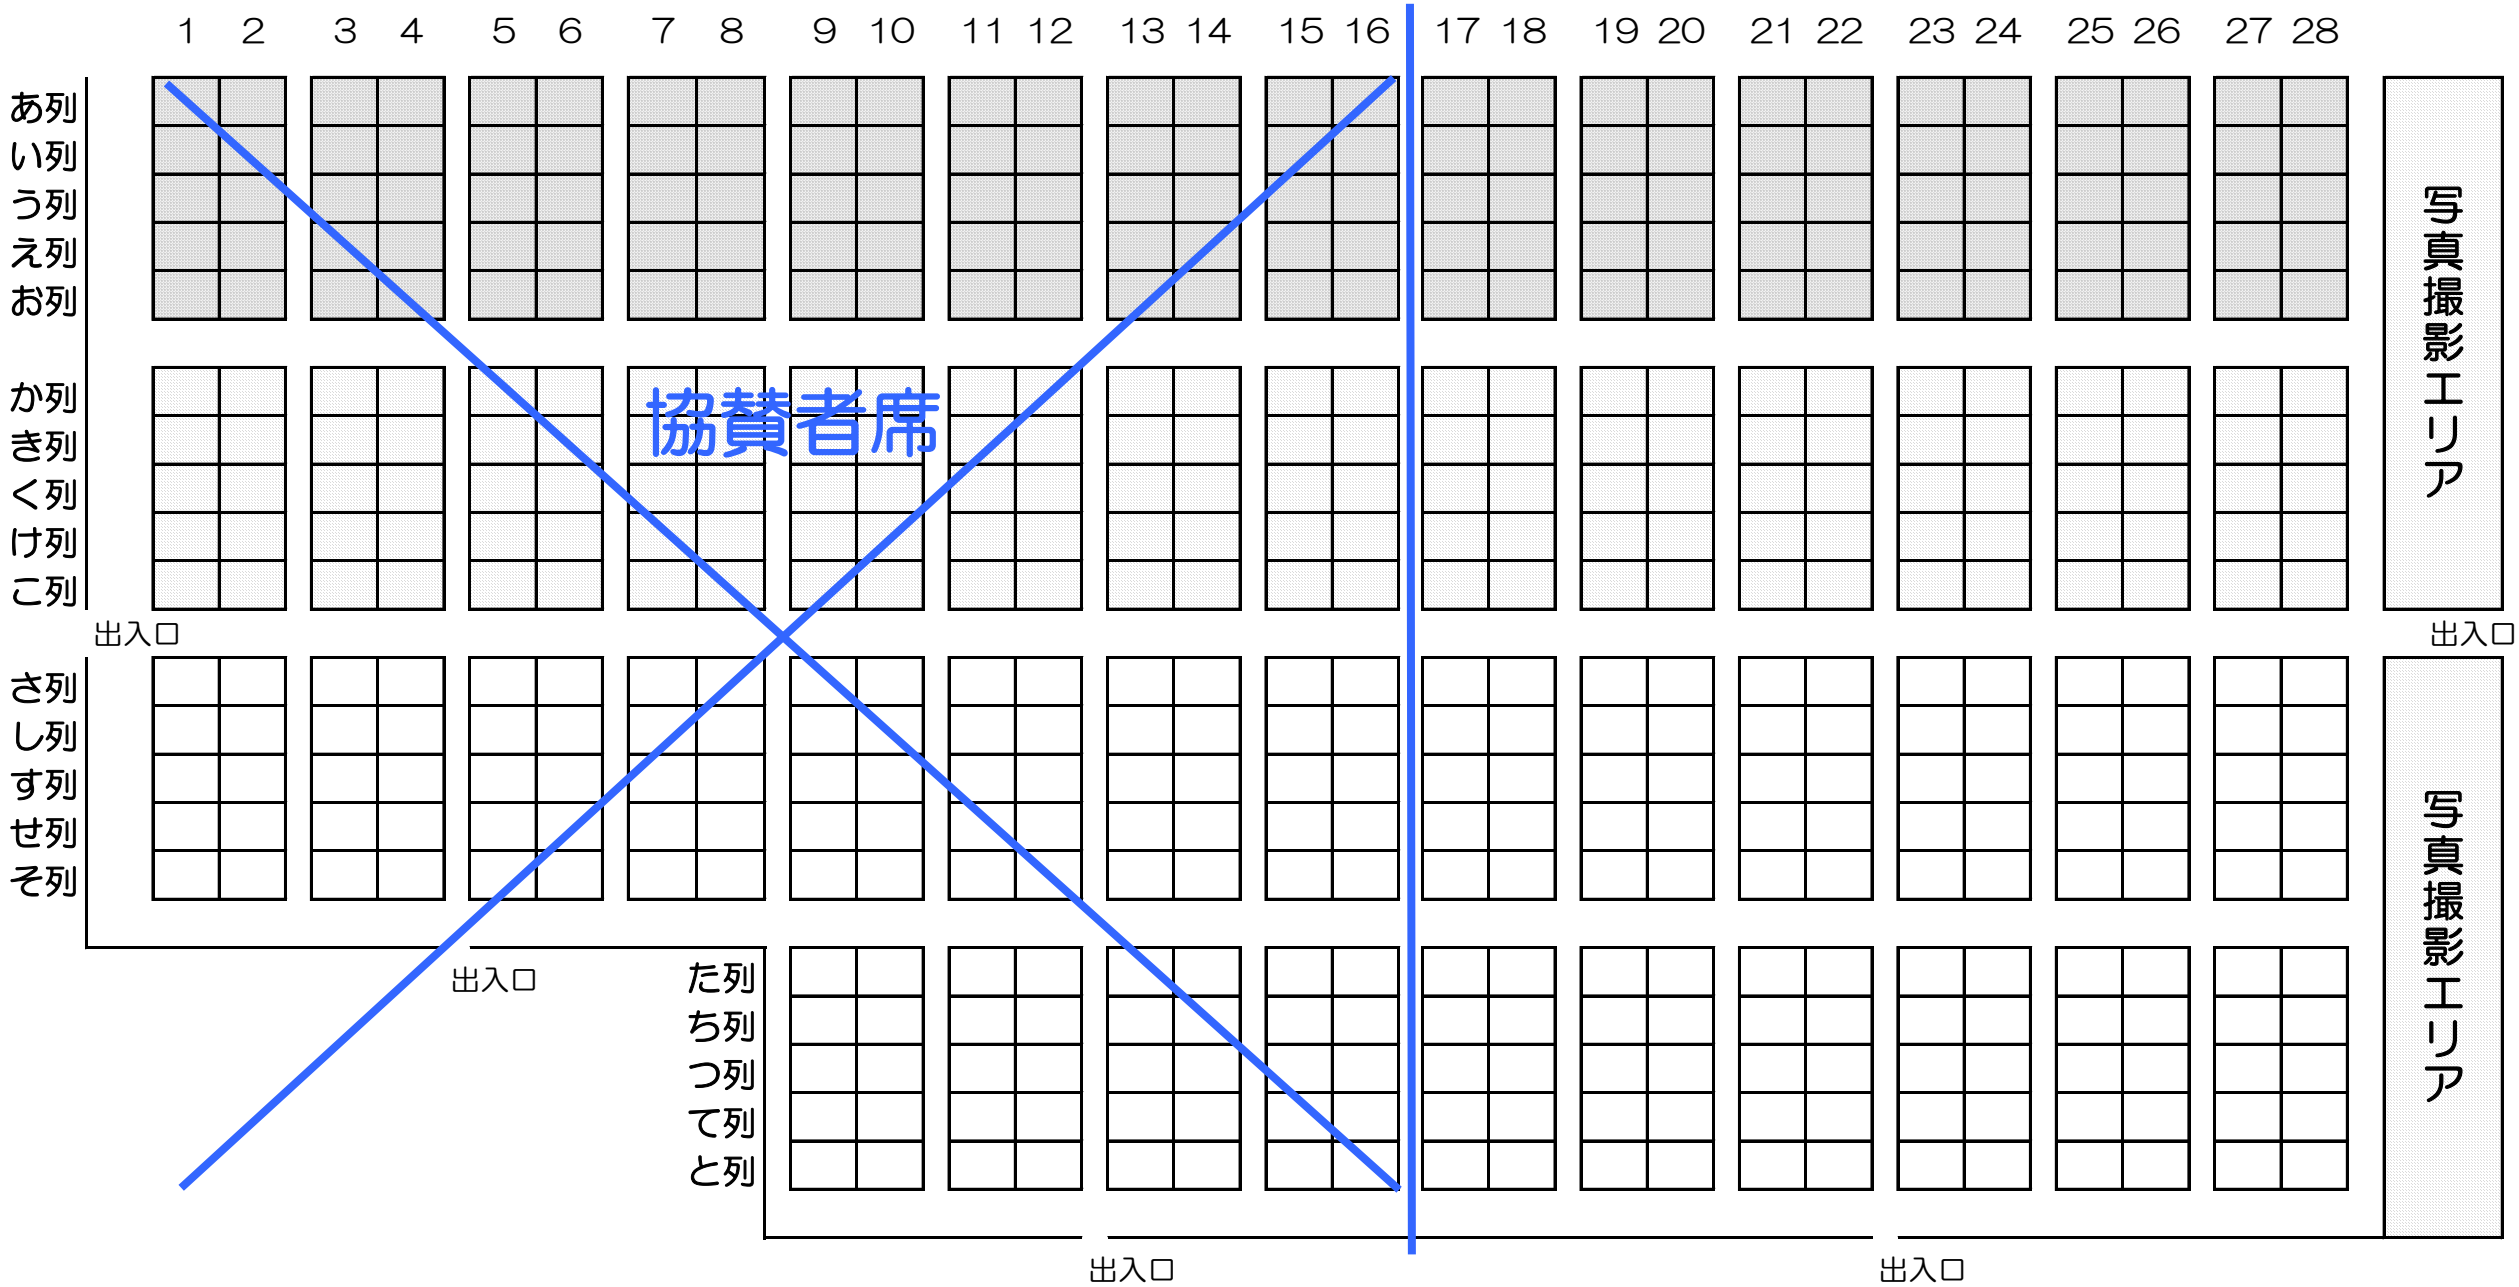 1 2 3 4 5 6 7 8 9 10 11 12 13 14 15 16 17 18 19 20 21 22 23 24 25 26 27 28
あ列
い列
う列
え列
お列
か列
き列
く列
け列
こ列
協賛者席
写真撮影エリア
出入口
出入口
さ列
し列
す列
せ列
そ列
写真撮影エリア
出入口
た列
ち列
つ列
て列
と列
出入口
出入口